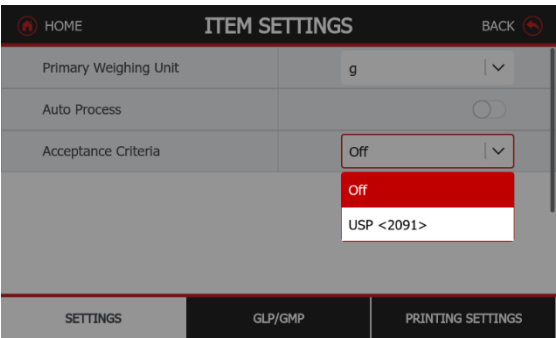 HOME ITEM SETTINGS BACK
Primary Weighing Unit g
Auto Process
Acceptance Criteria Off
Off
USP <2091>
SETTINGS GLP/GMP PRINTING SETTINGS